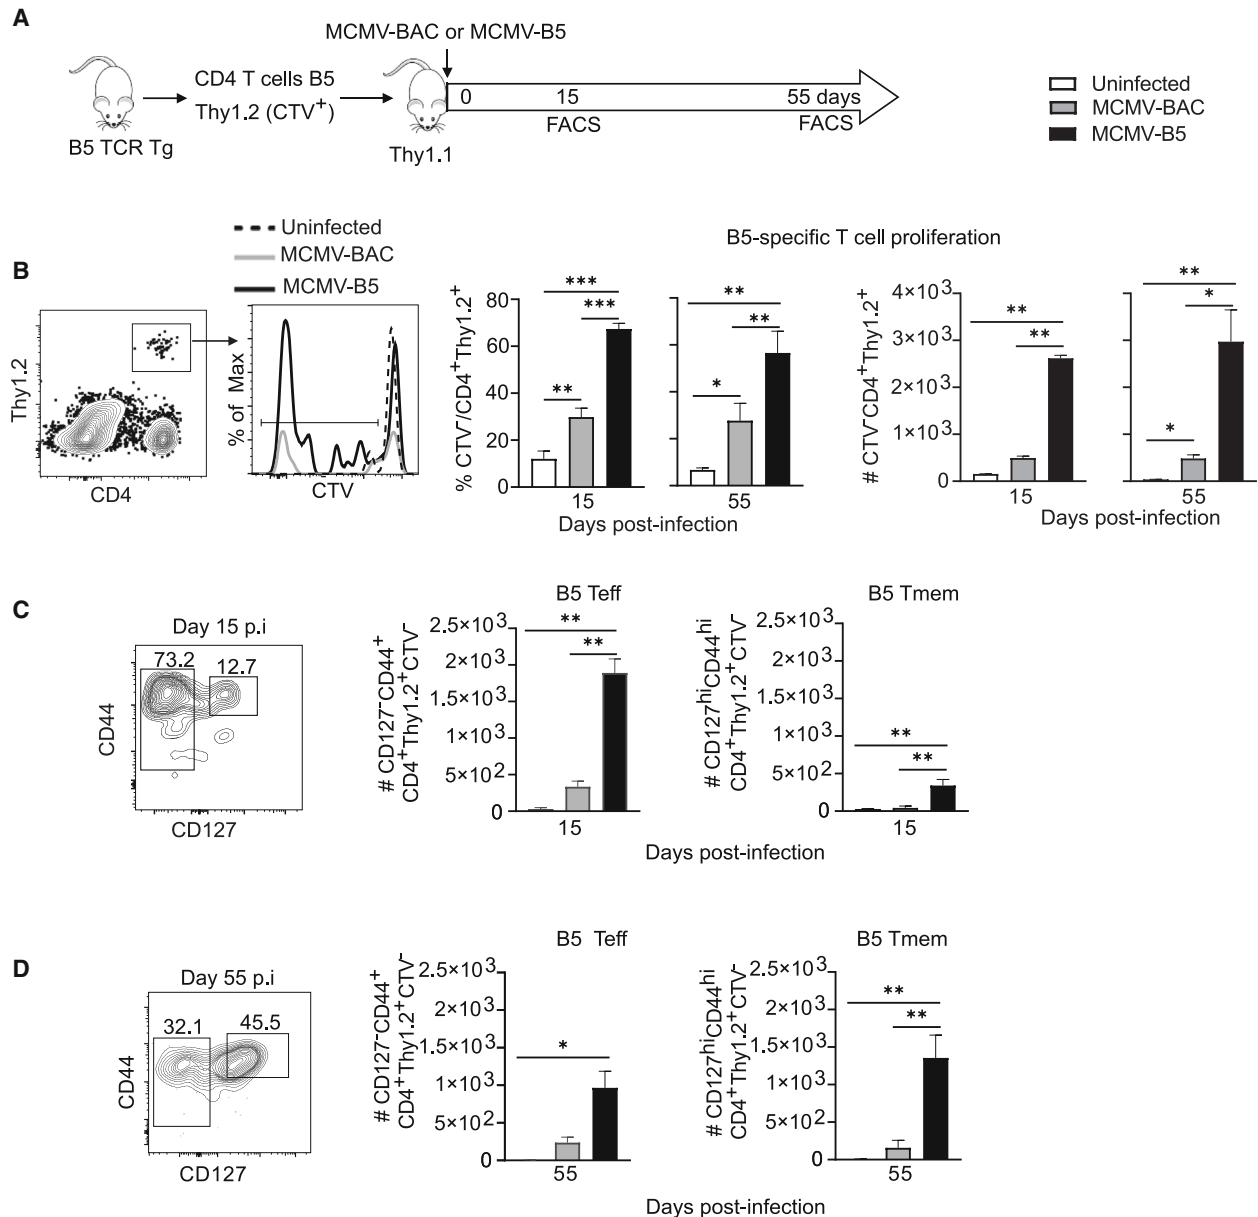 A
MCMV-BAC or MCMV-B5
CD4 T cells B5
Thy1.2 (CTV⁺)
0 15 55 days
FACS FACS
B5 TCR Tg
Thy1.1
Uninfected
MCMV-BAC
MCMV-B5
B
Uninfected
MCMV-BAC
MCMV-B5
B5-specific T cell proliferation
Thy1.2
CD4
% of Max
CTV
% CTV⁻/CD4⁺Thy1.2⁺
80
60
40
20
0
***
***
**
15
**
**
*
55
Days post-infection
# CTV⁻CD4⁺Thy1.2⁺
4×10³
3×10³
2×10³
1×10³
0
**
**
15
**
*
*
55
Days post-infection
C
Day 15 p.i
73.2 12.7
CD44
CD127
B5 Teff
# CD127⁻CD44⁺
CD4⁺Thy1.2⁺CTV⁻
2.5×10³
2×10³
1.5×10³
1×10³
5×10²
0
**
**
15
B5 Tmem
# CD127ʰⁱCD44ʰⁱ
CD4⁺Thy1.2⁺CTV⁻
2.5×10³
2×10³
1.5×10³
1×10³
5×10²
0
**
**
15
Days post-infection
D
Day 55 p.i
32.1 45.5
CD44
CD127
B5 Teff
# CD127⁻CD44⁺
CD4⁺Thy1.2⁺CTV⁻
2.5×10³
2×10³
1.5×10³
1×10³
5×10²
0
*
55
B5 Tmem
# CD127ʰⁱCD44ʰⁱ
CD4⁺Thy1.2⁺CTV⁻
2.5×10³
2×10³
1.5×10³
1×10³
5×10²
0
**
**
55
Days post-infection